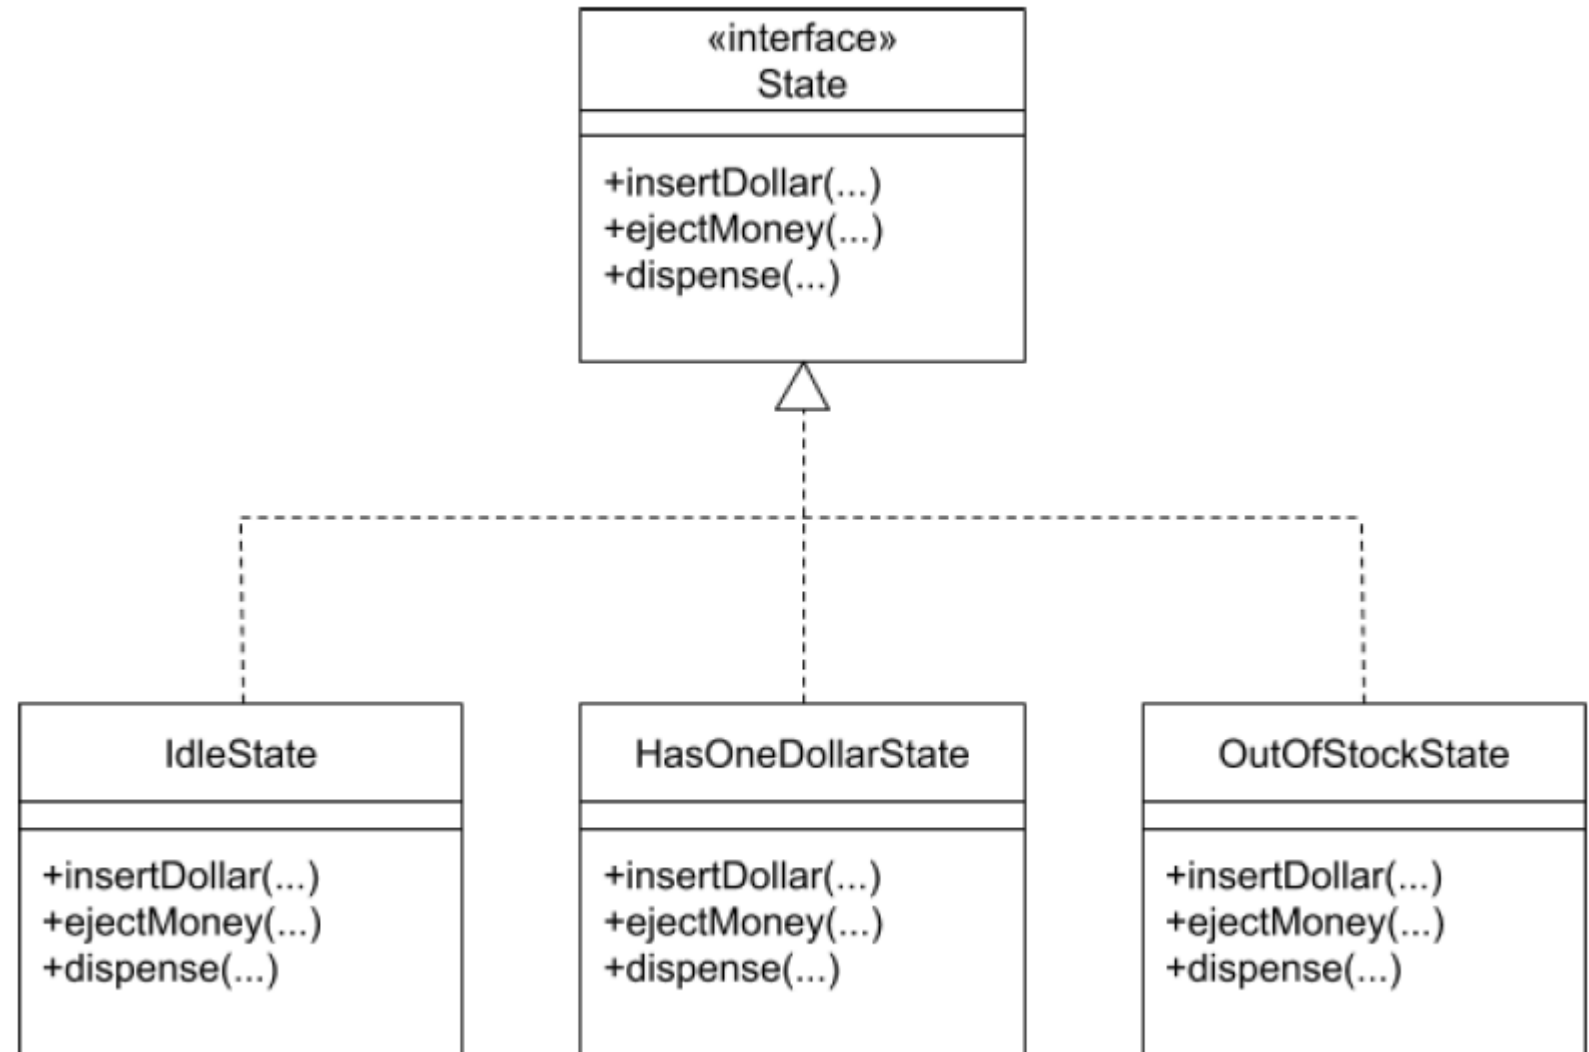 «interface»
State
+insertDollar(...)
+ejectMoney(...)
+dispense(...)
IdleState
+insertDollar(...)
+ejectMoney(...)
+dispense(...)
HasOneDollarState
+insertDollar(...)
+ejectMoney(...)
+dispense(...)
OutOfStockState
+insertDollar(...)
+ejectMoney(...)
+dispense(...)